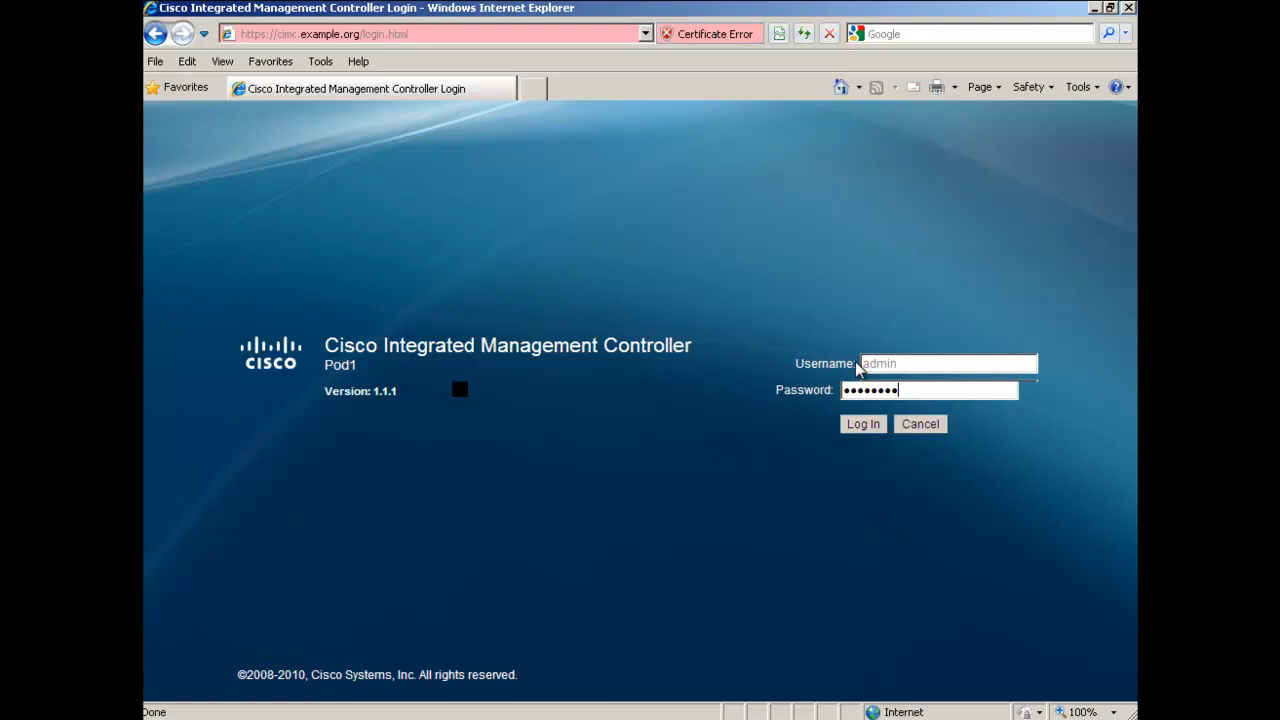 Cisco Integrated Management Controller Login - Windows Internet Explorer
https://cimc.example.org/login.html
Certificate Error
Google
File Edit View Favorites Tools Help
Favorites
Cisco Integrated Management Controller Login
Page Safety Tools
CISCO
Cisco Integrated Management Controller
Pod1
Version: 1.1.1
Username: admin
Password: ••••••••
Log In Cancel
©2008-2010, Cisco Systems, Inc. All rights reserved.
Done
Internet
100%